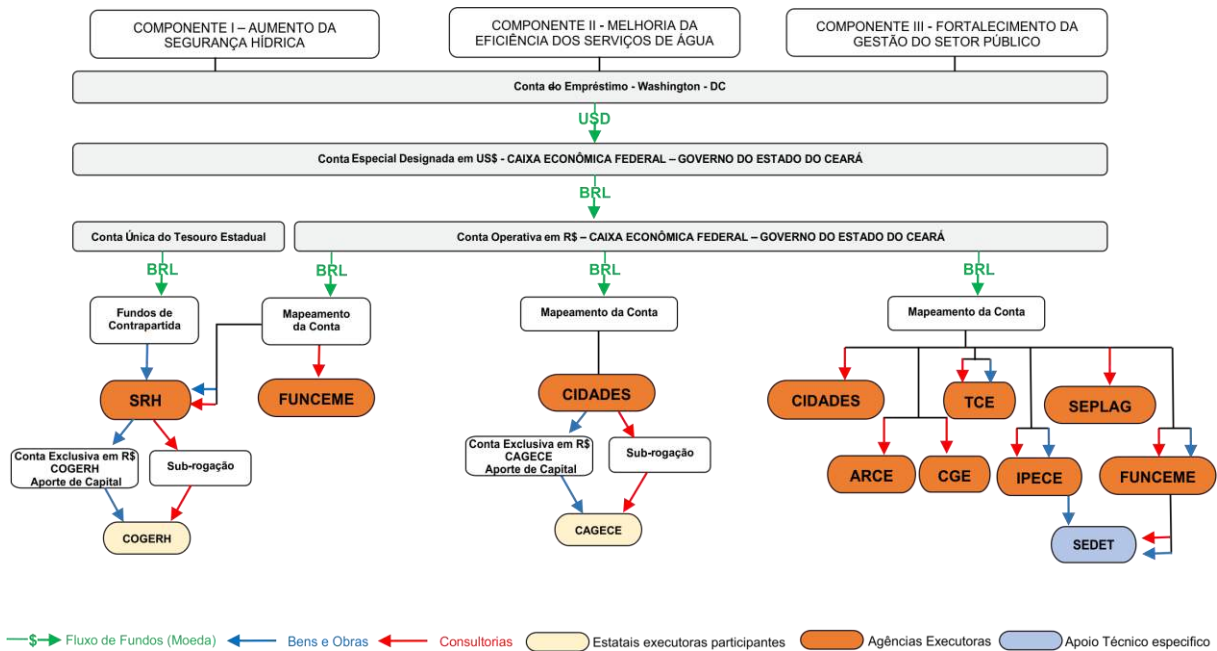 COMPONENTE I – AUMENTO DA
SEGURANÇA HÍDRICA
COMPONENTE II - MELHORIA DA
EFICIÊNCIA DOS SERVIÇOS DE ÁGUA
COMPONENTE III - FORTALECIMENTO DA
GESTÃO DO SETOR PÚBLICO
Conta do Empréstimo - Washington - DC
USD
Conta Especial Designada em US$ - CAIXA ECONÔMICA FEDERAL – GOVERNO DO ESTADO DO CEARÁ
BRL
Conta Única do Tesouro Estadual
Conta Operativa em R$ – CAIXA ECONÔMICA FEDERAL – GOVERNO DO ESTADO DO CEARÁ
BRL
BRL
BRL
BRL
Fundos de
Contrapartida
Mapeamento
da Conta
Mapeamento da Conta
Mapeamento da Conta
SRH
FUNCEME
CIDADES
CIDADES
TCE
SEPLAG
Conta Exclusiva em R$
COGERH
Aporte de Capital
Sub-rogação
Conta Exclusiva em R$
CAGECE
Aporte de Capital
Sub-rogação
ARCE
CGE
IPECE
FUNCEME
COGERH
CAGECE
SEDET
$ Fluxo de Fundos (Moeda)
Bens e Obras
Consultorias
Estatais executoras participantes
Agências Executoras
Apoio Técnico especifico